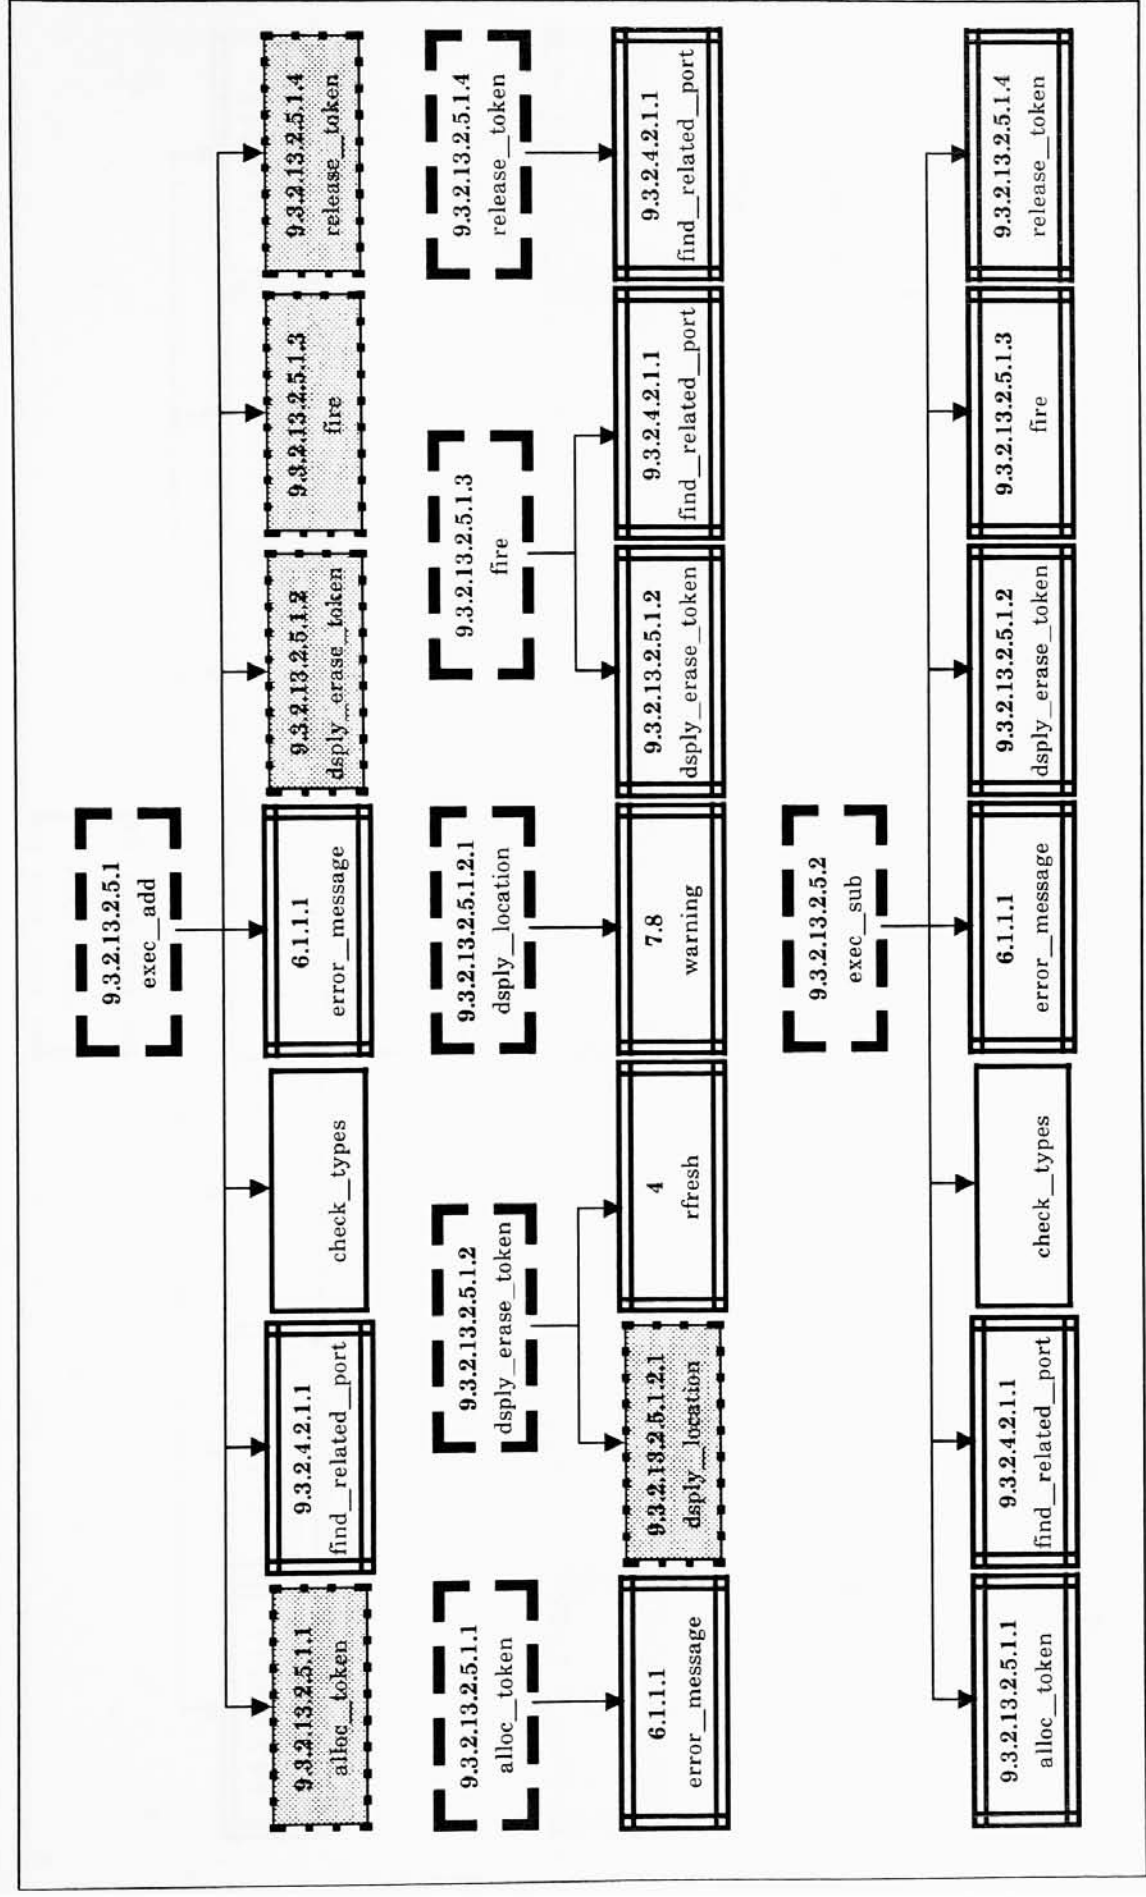 9.3.2.13.2.5.1
exec__add
9.3.2.13.2.5.1.1
alloc__token
9.3.2.4.2.1.1
find__related__port
check__types
6.1.1.1
error__message
9.3.2.13.2.5.1.2
dsply__erase__token
9.3.2.13.2.5.1.3
fire
9.3.2.13.2.5.1.4
release__token
9.3.2.13.2.5.1.1
alloc__token
9.3.2.13.2.5.1.2
dsply__erase__token
9.3.2.13.2.5.1.2.1
dsply__location
9.3.2.13.2.5.1.3
fire
9.3.2.13.2.5.1.4
release__token
6.1.1.1
error__message
9.3.2.13.2.5.1.2.1
dsply__location
4
rfresh
7.8
warning
9.3.2.13.2.5.1.2
dsply__erase__token
9.3.2.4.2.1.1
find__related__port
9.3.2.4.2.1.1
find__related__port
9.3.2.13.2.5.2
exec__sub
9.3.2.13.2.5.1.1
alloc__token
9.3.2.4.2.1.1
find__related__port
check__types
6.1.1.1
error__message
9.3.2.13.2.5.1.2
dsply__erase__token
9.3.2.13.2.5.1.3
fire
9.3.2.13.2.5.1.4
release__token